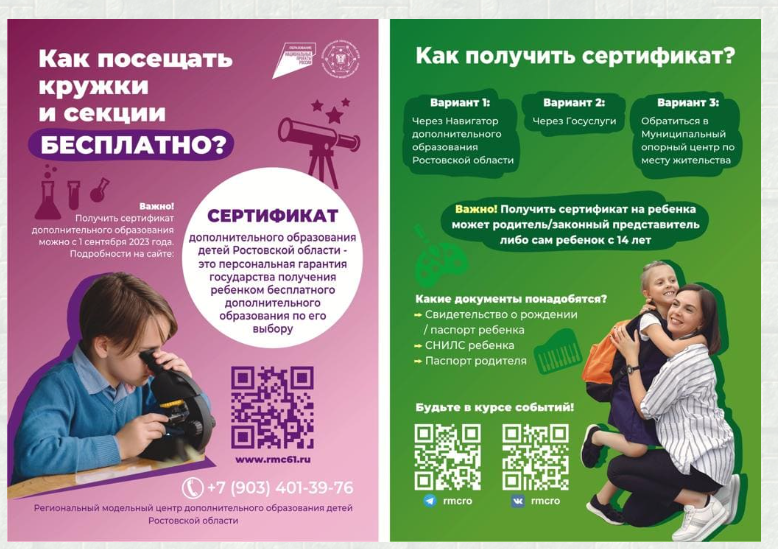 Как посещать
кружки
и секции
БЕСПЛАТНО?
ОБРАЗОВАНИЕ
НАЦИОНАЛЬНЫЕ
ПРОЕКТЫ
РОССИИ
Важно!
Получить сертификат
дополнительного образования
можно с 1 сентября 2023 года.
Подробности на сайте:
СЕРТИФИКАТ
дополнительного образования
детей Ростовской области -
это персональная гарантия
государства получения
ребенком бесплатного
дополнительного
образования по его
выбору
www.rmc61.ru
+7 (903) 401-39-76
Региональный модельный центр дополнительного образования детей
Ростовской области
Как получить сертификат?
Вариант 1:
Через Навигатор
дополнительного
образования
Ростовской области
Вариант 2:
Через Госуслуги
Вариант 3:
Обратиться в
Муниципальный
опорный центр по
месту жительства
Важно! Получить сертификат на ребенка
может родитель/законный представитель
либо сам ребенок с 14 лет
Какие документы понадобятся?
Свидетельство о рождении
/ паспорт ребенка
СНИЛС ребенка
Паспорт родителя
Будьте в курсе событий!
rmcro
rmcro